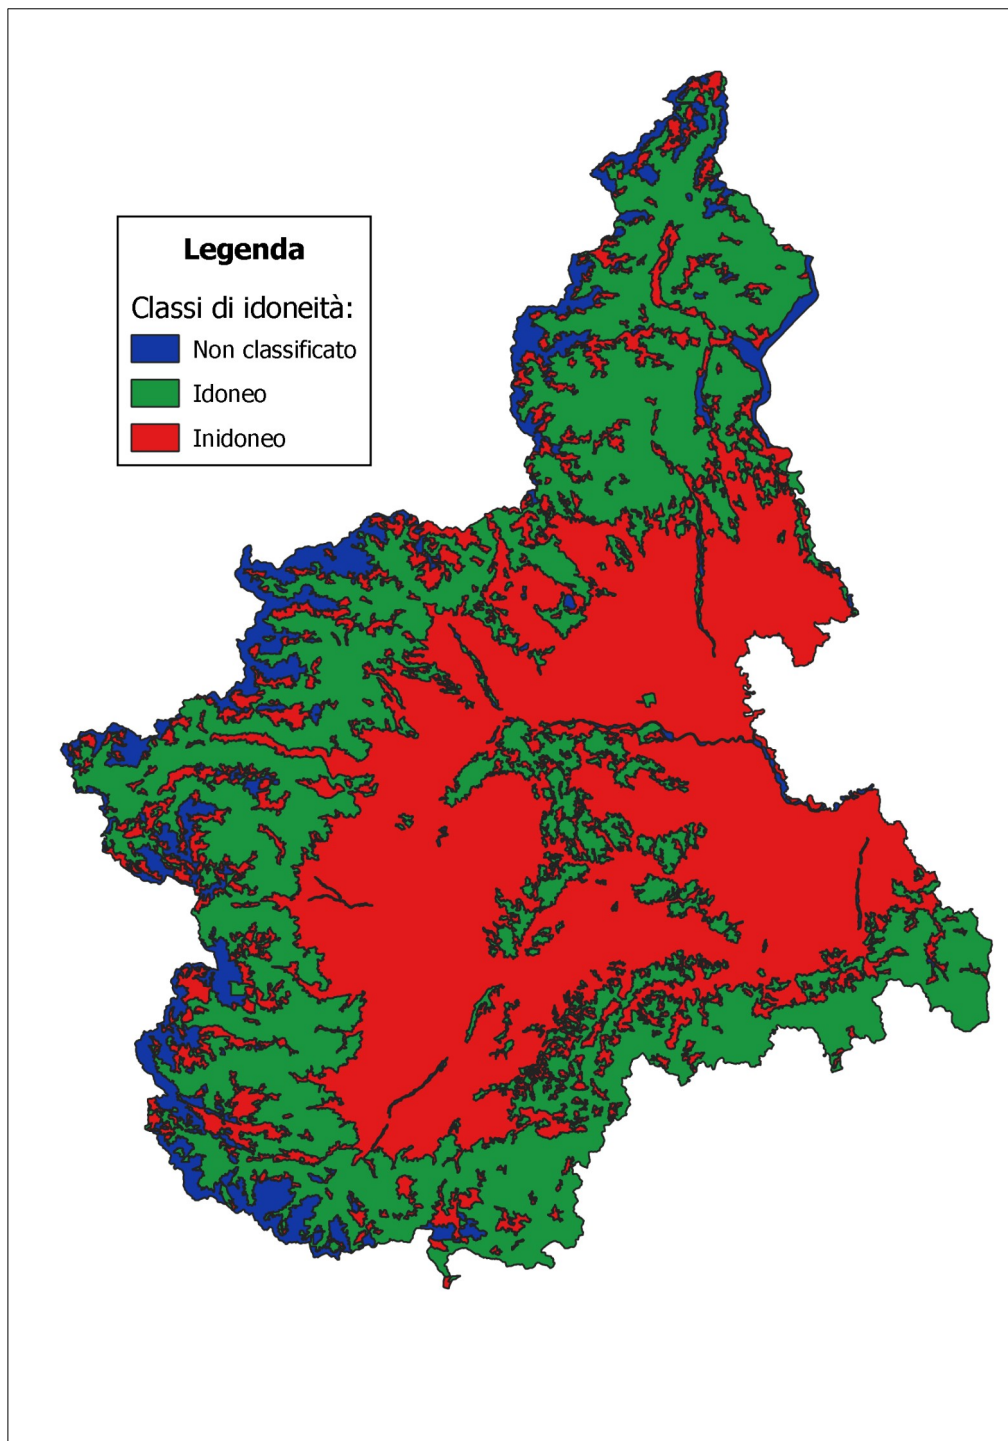 Legenda
Classi di idoneità:
Non classificato
Idoneo
Inidoneo